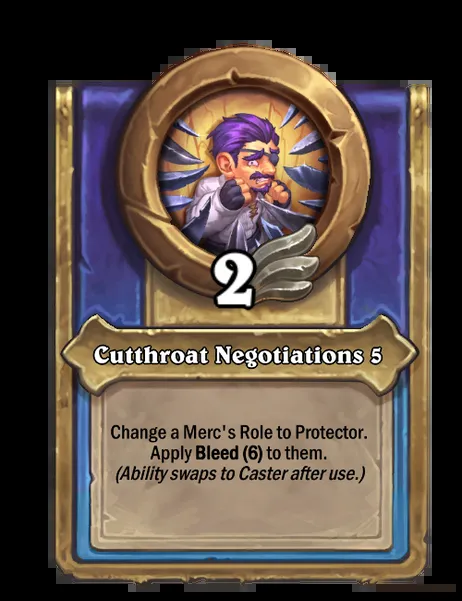 2
Cutthroat Negotiations 5
Change a Merc's Role to Protector.
Apply Bleed (6) to them.
(Ability swaps to Caster after use.)